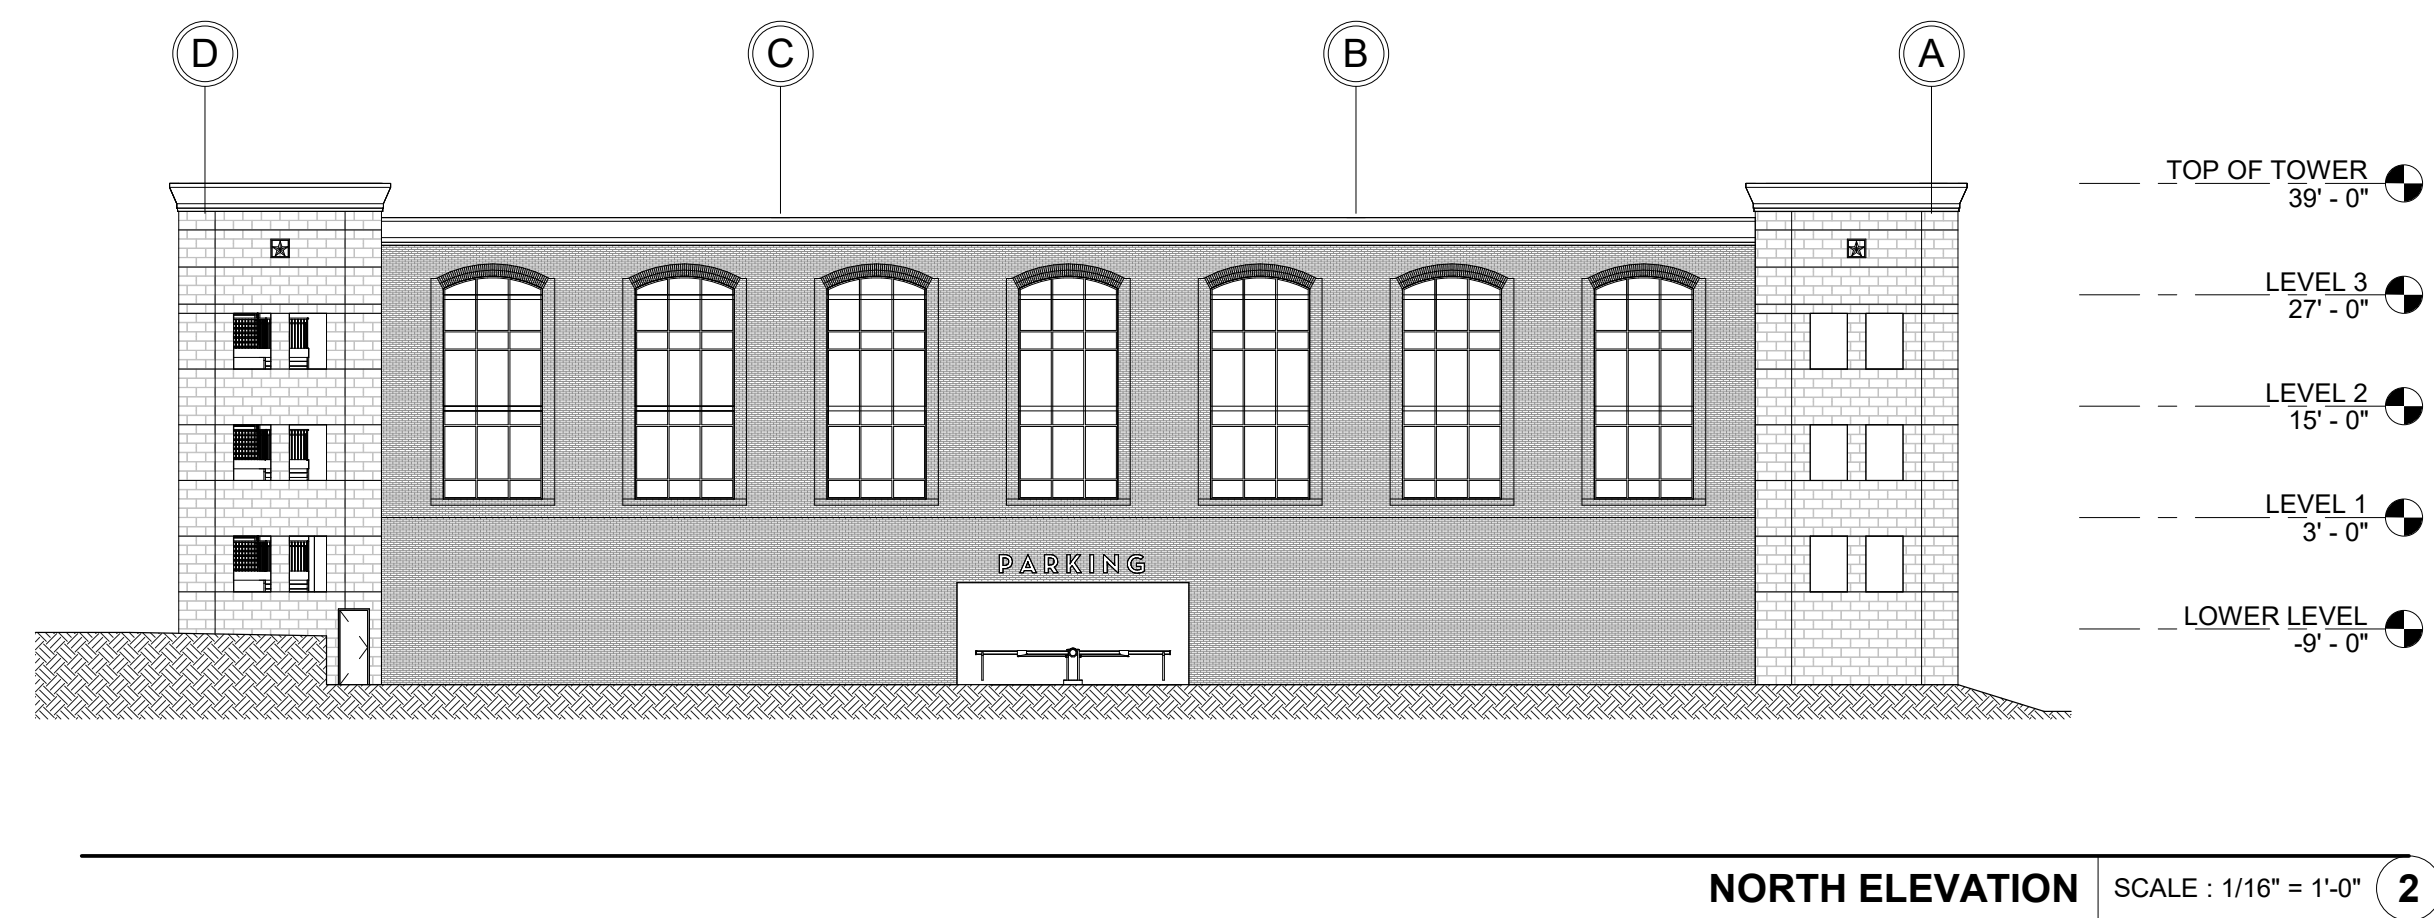 D
C
B
A
TOP OF TOWER
39' - 0"
LEVEL 3
27' - 0"
LEVEL 2
15' - 0"
LEVEL 1
3' - 0"
PARKING
LOWER LEVEL
-9' - 0"
NORTH ELEVATION
SCALE : 1/16" = 1'-0"
2